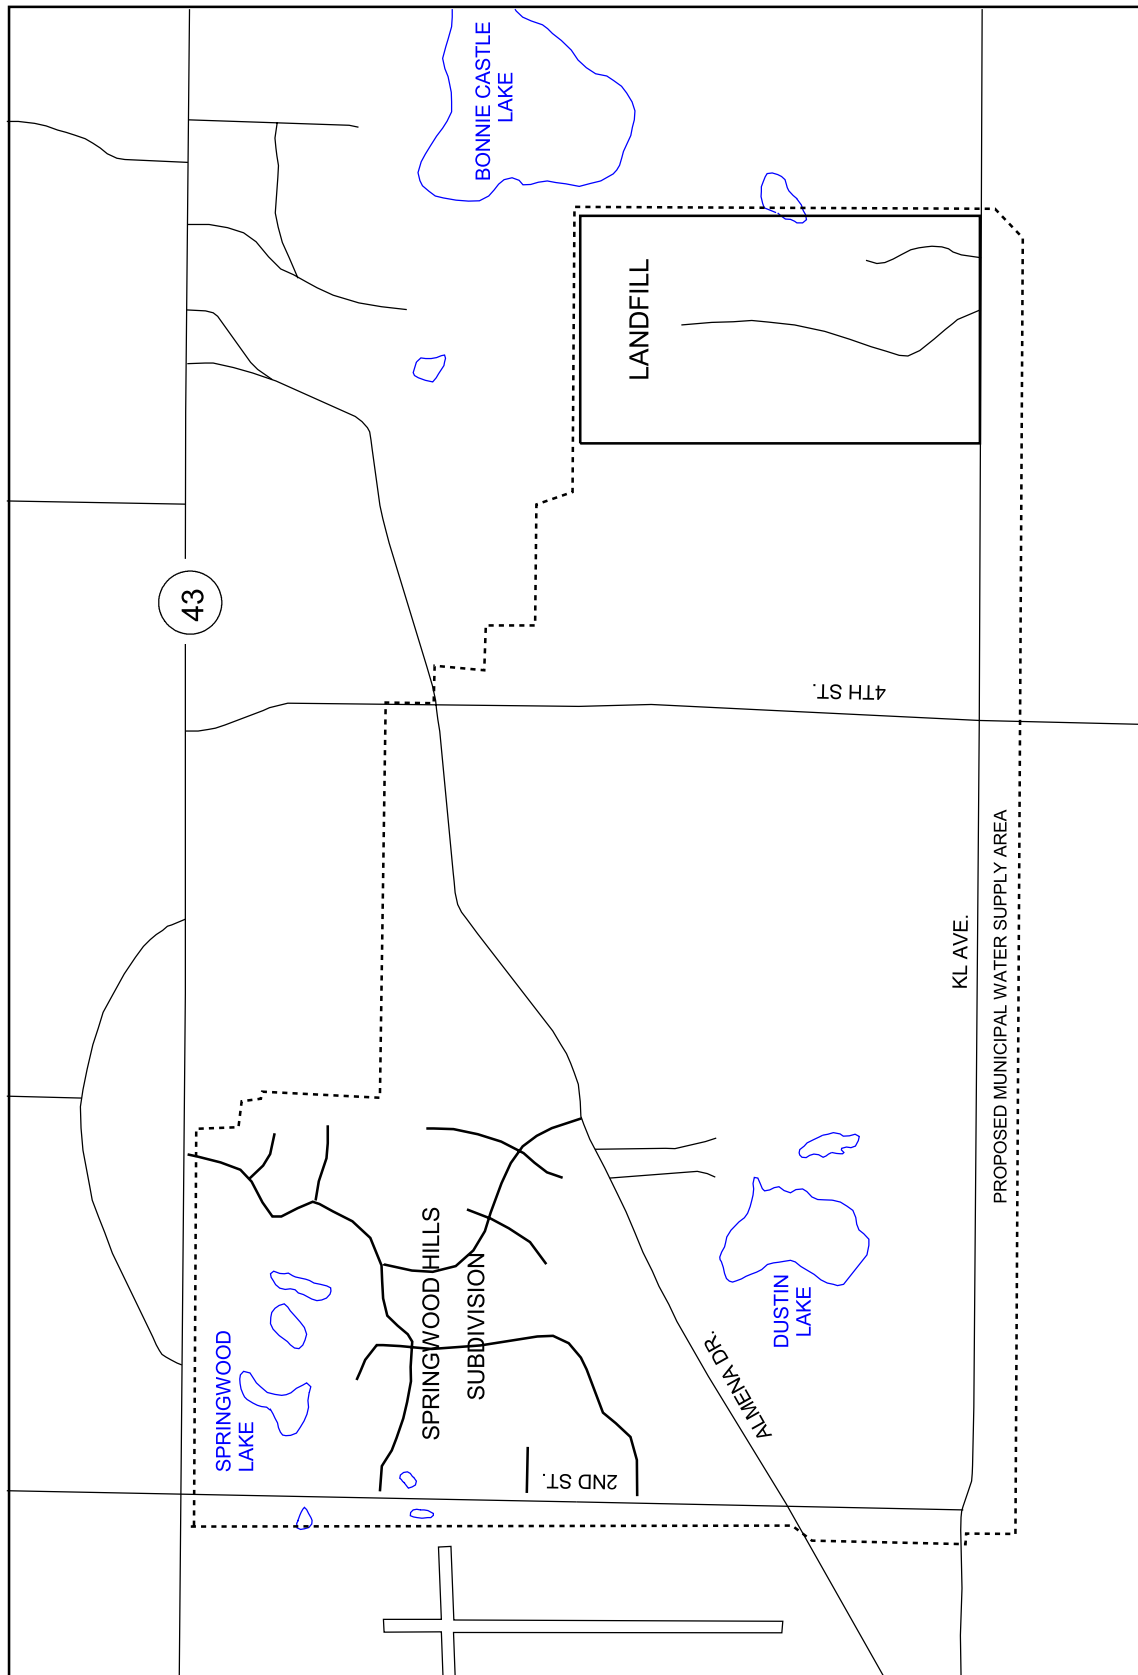 43
BONNIE CASTLE
LAKE
LANDFILL
4TH ST.
KL AVE.
PROPOSED MUNICIPAL WATER SUPPLY AREA
SPRINGWOOD
LAKE
SPRINGWOOD HILLS
SUBDIVISION
2ND ST.
ALMENA DR.
DUSTIN
LAKE